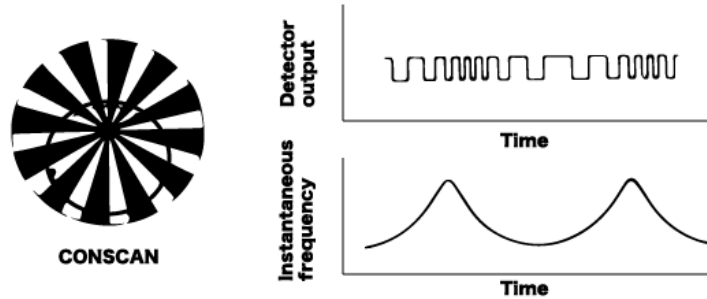 CONSCAN
Detector
output
Time
Instantaneous
frequency
Time